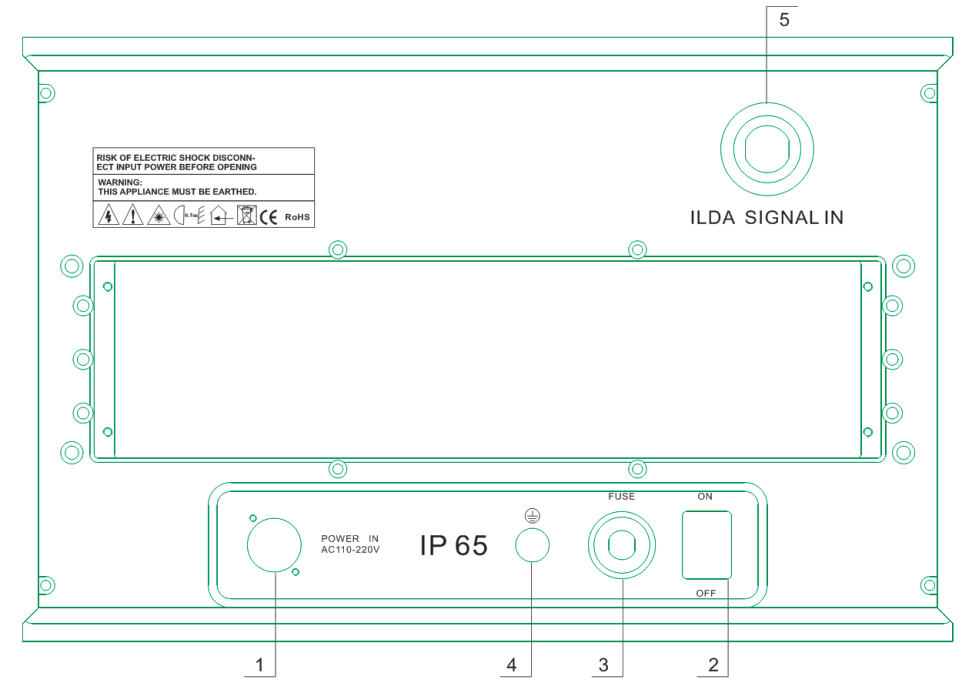 5
RISK OF ELECTRIC SHOCK DISCONN-
ECT INPUT POWER BEFORE OPENING
WARNING:
THIS APPLIANCE MUST BE EARTHED.
CE RoHS
ILDA SIGNAL IN
FUSE
ON
POWER IN
AC110-220V
IP 65
OFF
1
4
3
2